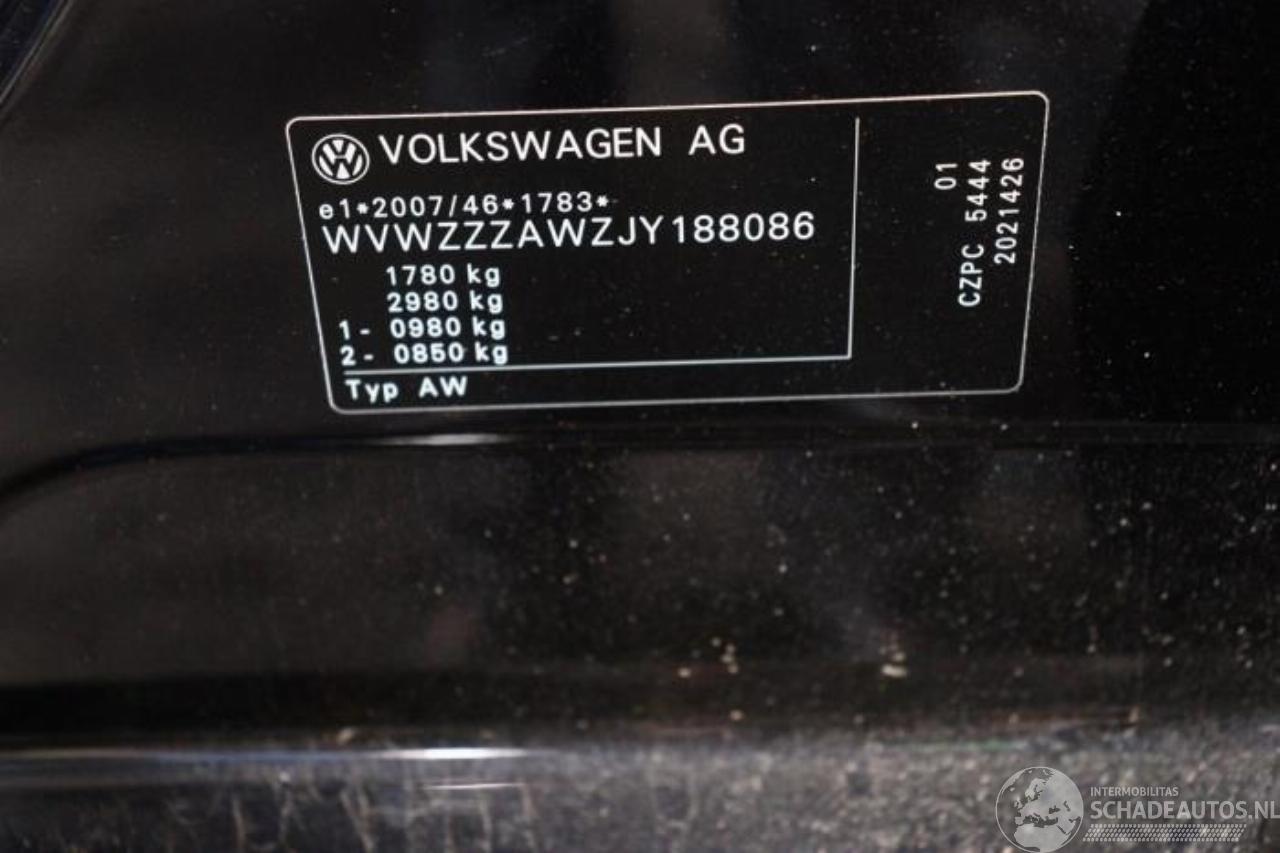 VOLKSWAGEN AG
e1*2007/46*1783*
WVWZZZAWZJY188086
1780 kg
2980 kg
1- 0980 kg
2- 0850 kg
Typ AW
01
CZPC 5444
2021426
INTERMOBILITAS
SCHADEAUTOS.NL